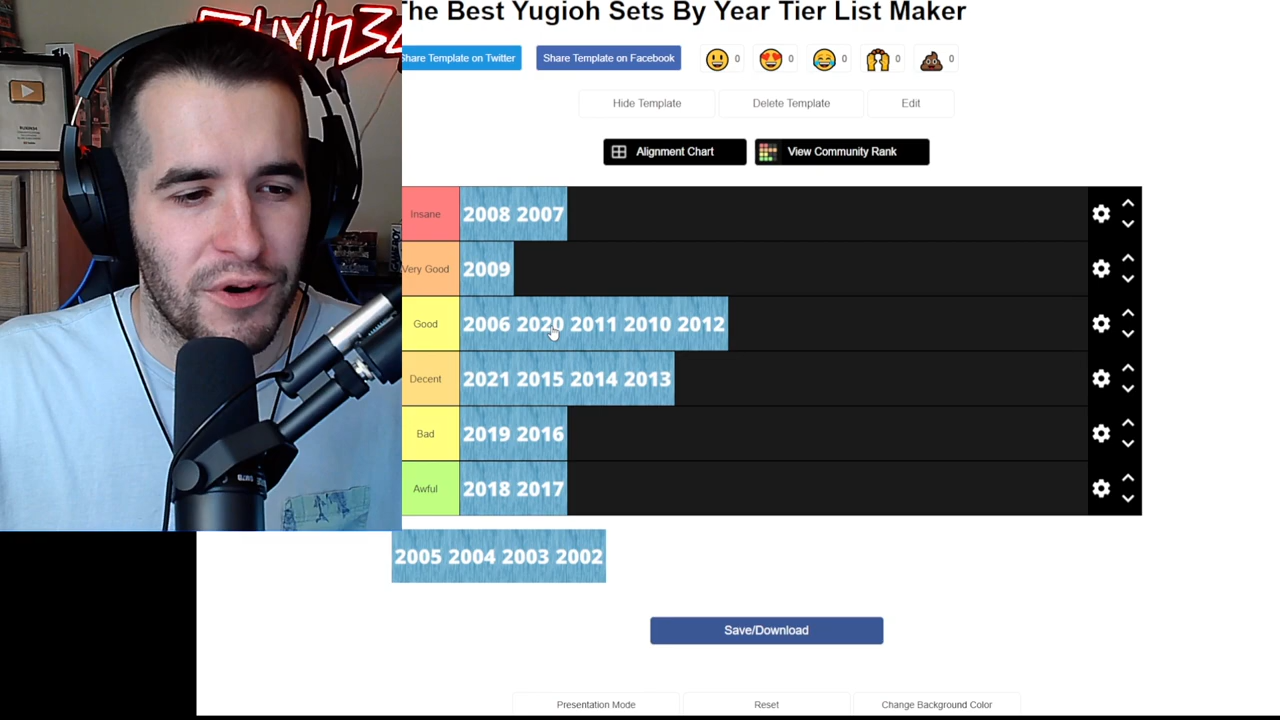 The Best Yugioh Sets By Year Tier List Maker
Share Template on Twitter
Share Template on Facebook
0
0
0
0
0
Hide Template
Delete Template
Edit
Alignment Chart
View Community Rank
Insane
2008 2007
Very Good
2009
Good
2006 2020 2011 2010 2012
Decent
2021 2015 2014 2013
Bad
2019 2016
Awful
2018 2017
2005 2004 2003 2002
Save/Download
Presentation Mode
Reset
Change Background Color